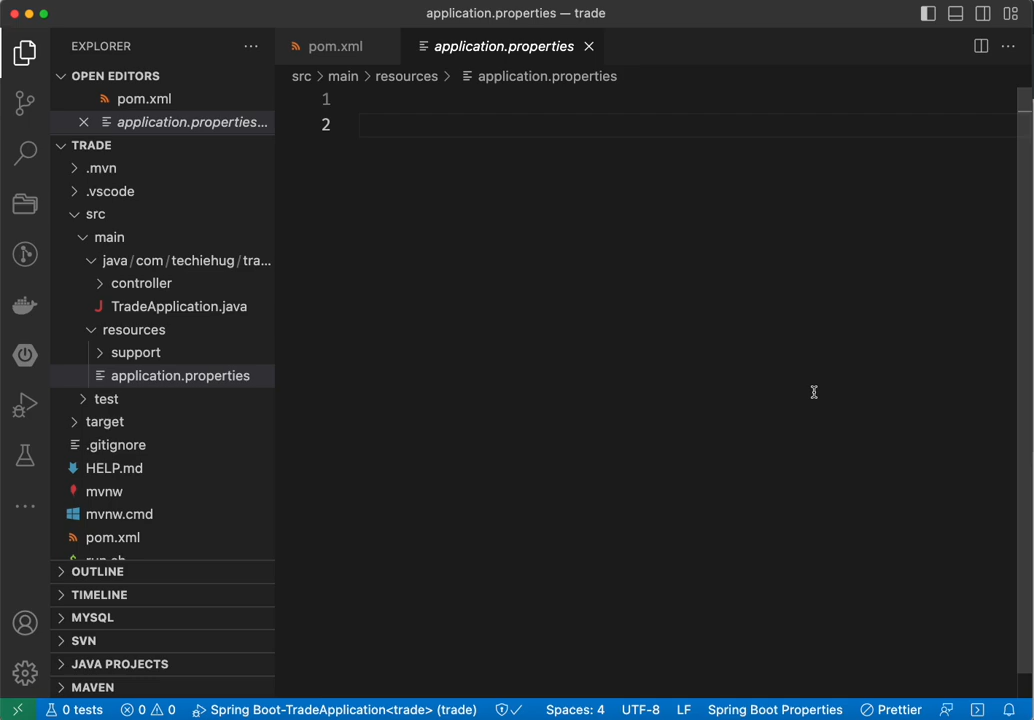 application.properties — trade
EXPLORER
OPEN EDITORS
pom.xml
application.properties...
TRADE
.mvn
.vscode
src
main
java/com/techiehug/tra...
controller
TradeApplication.java
resources
support
application.properties
test
target
.gitignore
HELP.md
mvnw
mvnw.cmd
pom.xml
OUTLINE
TIMELINE
MYSQL
SVN
JAVA PROJECTS
MAVEN
pom.xml
application.properties
src > main > resources > application.properties
1
2
0 tests
0 0
Spring Boot-TradeApplication<trade> (trade)
Spaces: 4
UTF-8
LF
Spring Boot Properties
Prettier